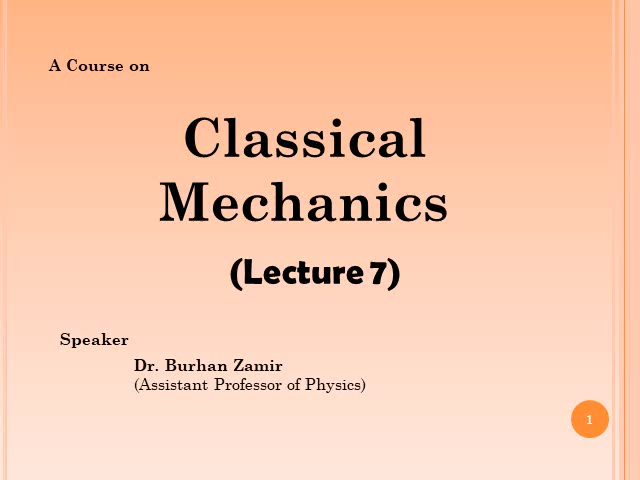 A Course on
Classical
Mechanics
(Lecture 7)
Speaker
Dr. Burhan Zamir
(Assistant Professor of Physics)
1